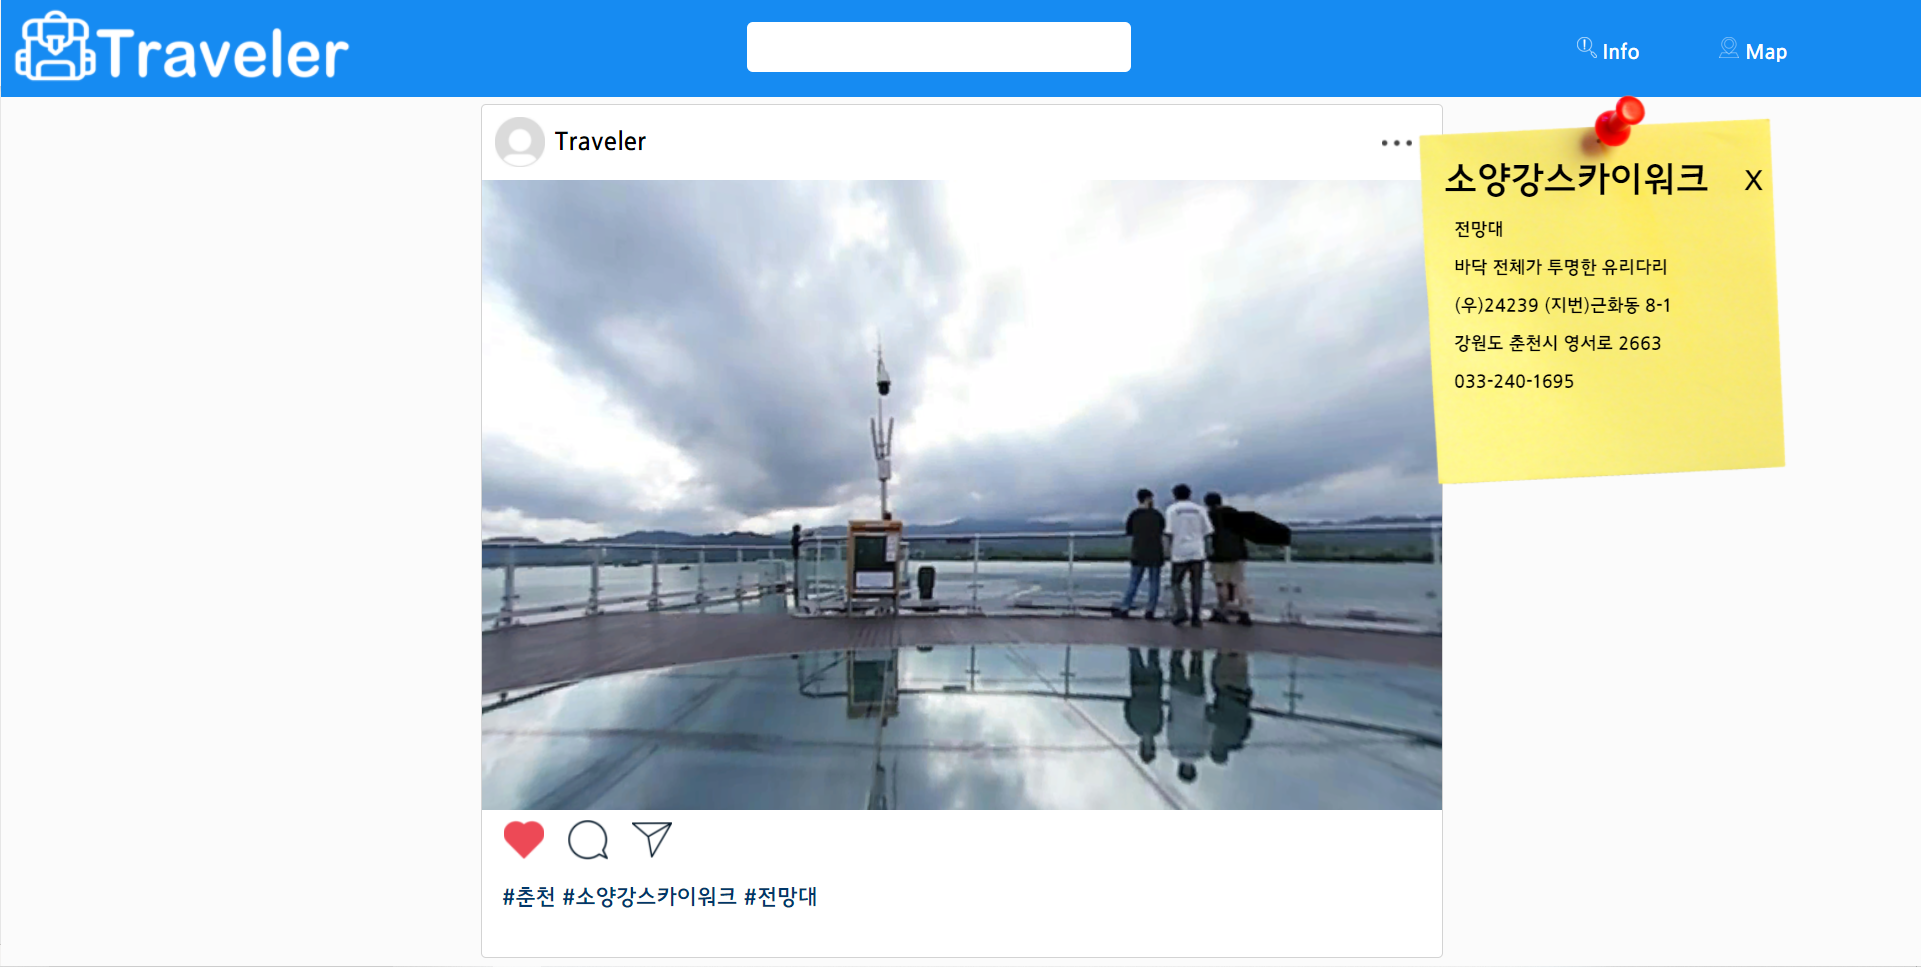 Traveler
Info
Map
Traveler
소양강스카이워크 X
전망대
바닥 전체가 투명한 유리다리
(우)24239 (지번)근화동 8-1
강원도 춘천시 영서로 2663
033-240-1695
#춘천 #소양강스카이워크 #전망대